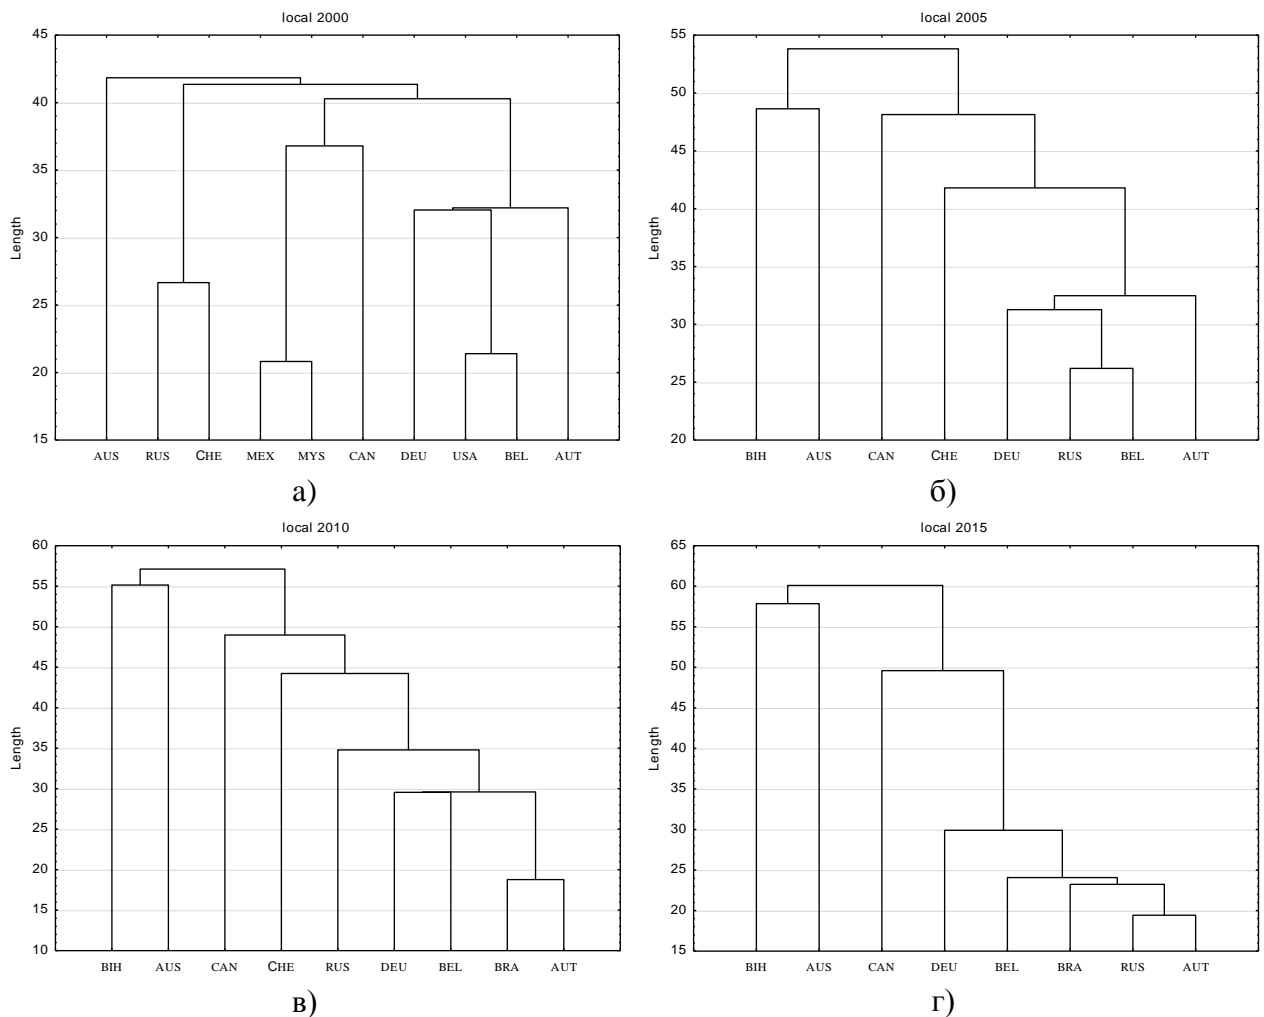 local 2000
45
40
35
30
25
20
15
Length
AUS RUS CHE MEX MYS CAN DEU USA BEL AUT
а)
local 2005
55
50
45
40
35
30
25
20
Length
BIH AUS CAN CHE DEU RUS BEL AUT
б)
local 2010
60
55
50
45
40
35
30
25
20
15
10
Length
BIH AUS CAN CHE RUS DEU BEL BRA AUT
в)
local 2015
65
60
55
50
45
40
35
30
25
20
15
Length
BIH AUS CAN DEU BEL BRA RUS AUT
г)